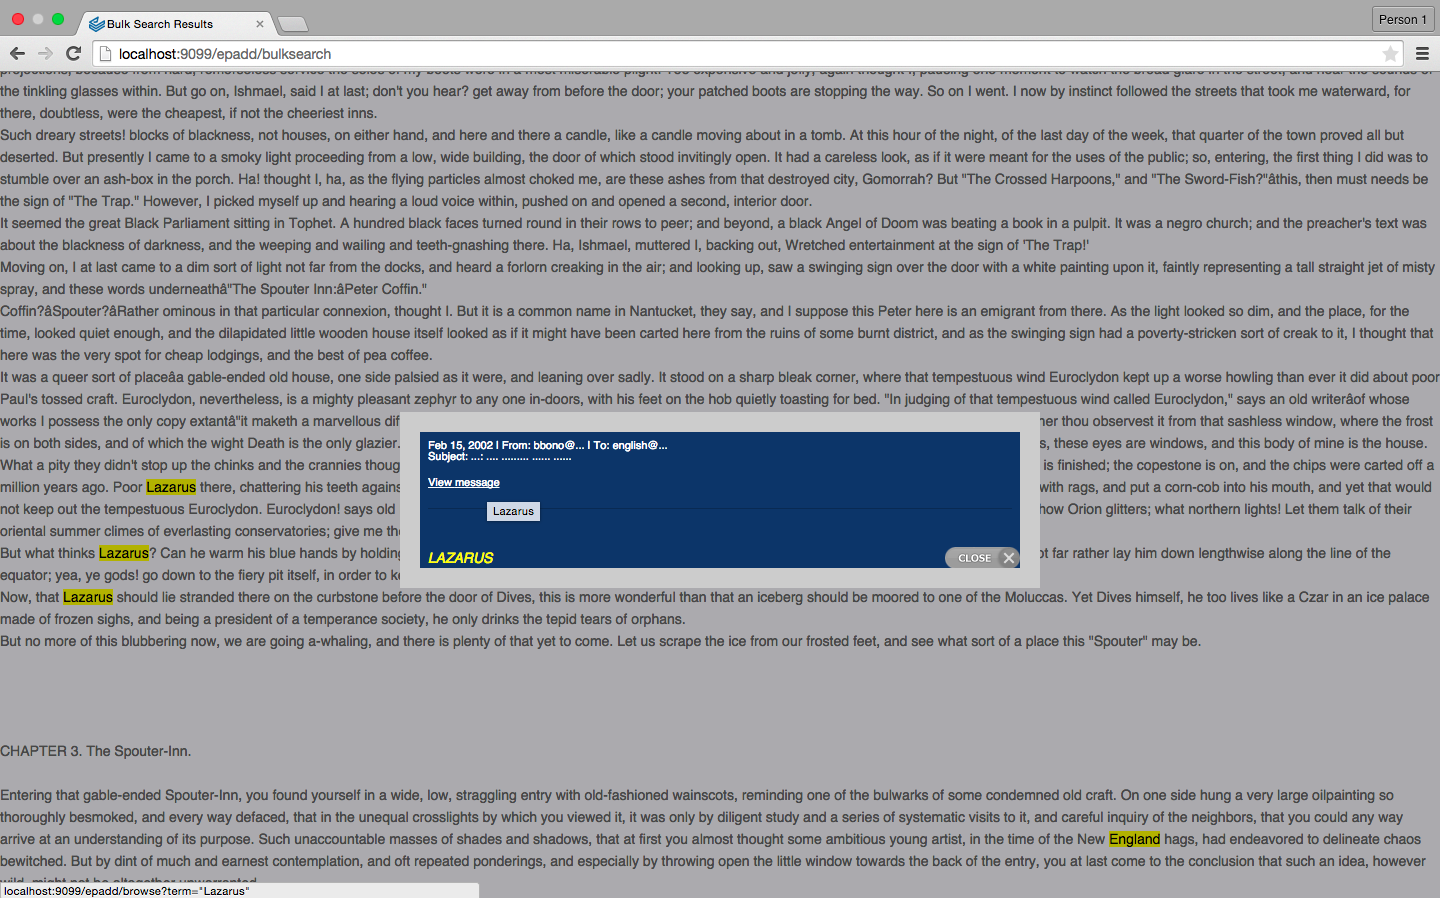 Bulk Search Results
Person 1
localhost:9099/epadd/bulksearch
the tinkling glasses within. But go on, Ishmael, said I at last; don't you hear? get away from before the door; your patched boots are stopping the way. So on I went. I now by instinct followed the streets that took me waterward, for
there, doubtless, were the cheapest, if not the cheeriest inns.
Such dreary streets! blocks of blackness, not houses, on either hand, and here and there a candle, like a candle moving about in a tomb. At this hour of the night, of the last day of the week, that quarter of the town proved all but
deserted. But presently I came to a smoky light proceeding from a low, wide building, the door of which stood invitingly open. It had a careless look, as if it were meant for the uses of the public; so, entering, the first thing I did was to
stumble over an ash-box in the porch. Ha! thought I, ha, as the flying particles almost choked me, are these ashes from that destroyed city, Gomorrah? But "The Crossed Harpoons," and "The Sword-Fish?"âthis, then must needs be
the sign of "The Trap." However, I picked myself up and hearing a loud voice within, pushed on and opened a second, interior door.
It seemed the great Black Parliament sitting in Tophet. A hundred black faces turned round in their rows to peer; and beyond, a black Angel of Doom was beating a book in a pulpit. It was a negro church; and the preacher's text was
about the blackness of darkness, and the weeping and wailing and teeth-gnashing there. Ha, Ishmael, muttered I, backing out, Wretched entertainment at the sign of 'The Trap!'
Moving on, I at last came to a dim sort of light not far from the docks, and heard a forlorn creaking in the air; and looking up, saw a swinging sign over the door with a white painting upon it, faintly representing a tall straight jet of misty
spray, and these words underneathâ"The Spouter Inn:âPeter Coffin."
Coffin?âSpouter?âRather ominous in that particular connexion, thought I. But it is a common name in Nantucket, they say, and I suppose this Peter here is an emigrant from there. As the light looked so dim, and the place, for the
time, looked quiet enough, and the dilapidated little wooden house itself looked as if it might have been carted here from the ruins of some burnt district, and as the swinging sign had a poverty-stricken sort of creak to it, I thought that
here was the very spot for cheap lodgings, and the best of pea coffee.
It was a queer sort of placeâa gable-ended old house, one side palsied as it were, and leaning over sadly. It stood on a sharp bleak corner, where that tempestuous wind Euroclydon kept up a worse howling than ever it did about poor
Paul's tossed craft. Euroclydon, nevertheless, is a mighty pleasant zephyr to any one in-doors, with his feet on the hob quietly toasting for bed. "In judging of that tempestuous wind called Euroclydon," says an old writerâof whose
works I possess the only copy extantâ"it maketh a marvellous dif her thou observest it from that sashless window, where the frost
is on both sides, and of which the wight Death is the only glazier. s, these eyes are windows, and this body of mine is the house.
What a pity they didn't stop up the chinks and the crannies thoug is finished; the copestone is on, and the chips were carted off a
million years ago. Poor Lazarus there, chattering his teeth agains with rags, and put a corn-cob into his mouth, and yet that would
not keep out the tempestuous Euroclydon. Euroclydon! says old how Orion glitters; what northern lights! Let them talk of their
oriental summer climes of everlasting conservatories; give me the
But what thinks Lazarus? Can he warm his blue hands by holding ot far rather lay him down lengthwise along the line of the
equator; yea, ye gods! go down to the fiery pit itself, in order to ke
Now, that Lazarus should lie stranded there on the curbstone before the door of Dives, this is more wonderful than that an iceberg should be moored to one of the Moluccas. Yet Dives himself, he too lives like a Czar in an ice palace
made of frozen sighs, and being a president of a temperance society, he only drinks the tepid tears of orphans.
But no more of this blubbering now, we are going a-whaling, and there is plenty of that yet to come. Let us scrape the ice from our frosted feet, and see what sort of a place this "Spouter" may be.
Feb 15, 2002 | From: bbono@... | To: english@...
Subject: ...: .... ......... ...... ......
View message
Lazarus
LAZARUS
CLOSE
CHAPTER 3. The Spouter-Inn.
Entering that gable-ended Spouter-Inn, you found yourself in a wide, low, straggling entry with old-fashioned wainscots, reminding one of the bulwarks of some condemned old craft. On one side hung a very large oilpainting so
thoroughly besmoked, and every way defaced, that in the unequal crosslights by which you viewed it, it was only by diligent study and a series of systematic visits to it, and careful inquiry of the neighbors, that you could any way
arrive at an understanding of its purpose. Such unaccountable masses of shades and shadows, that at first you almost thought some ambitious young artist, in the time of the New England hags, had endeavored to delineate chaos
bewitched. But by dint of much and earnest contemplation, and oft repeated ponderings, and especially by throwing open the little window towards the back of the entry, you at last come to the conclusion that such an idea, however
localhost:9099/epadd/browse?term="Lazarus"